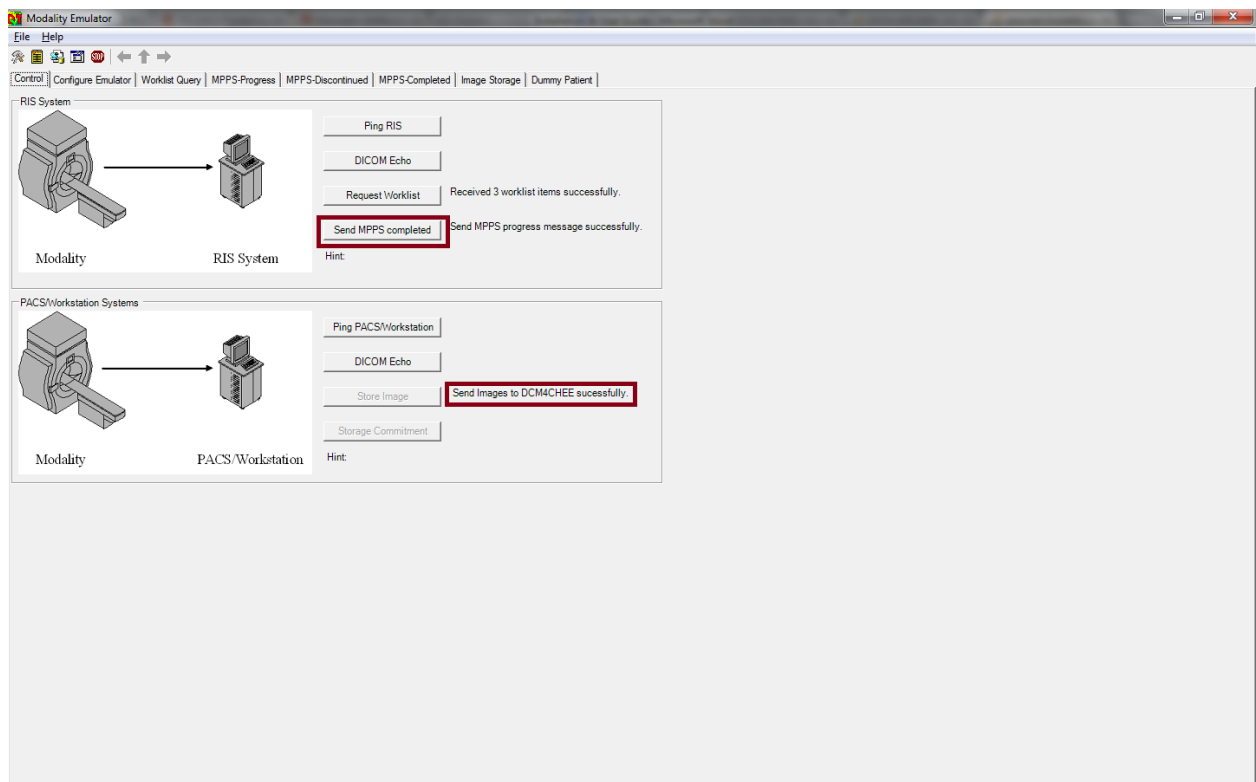 Modality Emulator
File Help
STOP
Control Configure Emulator Worklist Query MPPS-Progress MPPS-Discontinued MPPS-Completed Image Storage Dummy Patient
RIS System
Ping RIS
DICOM Echo
Request Worklist Received 3 worklist items successfully.
Send MPPS completed Send MPPS progress message successfully.
Modality RIS System Hint:
PACS/Workstation Systems
Ping PACS/Workstation
DICOM Echo
Store Image Send Images to DCM4CHEE sucessfully.
Storage Commitment
Modality PACS/Workstation Hint: